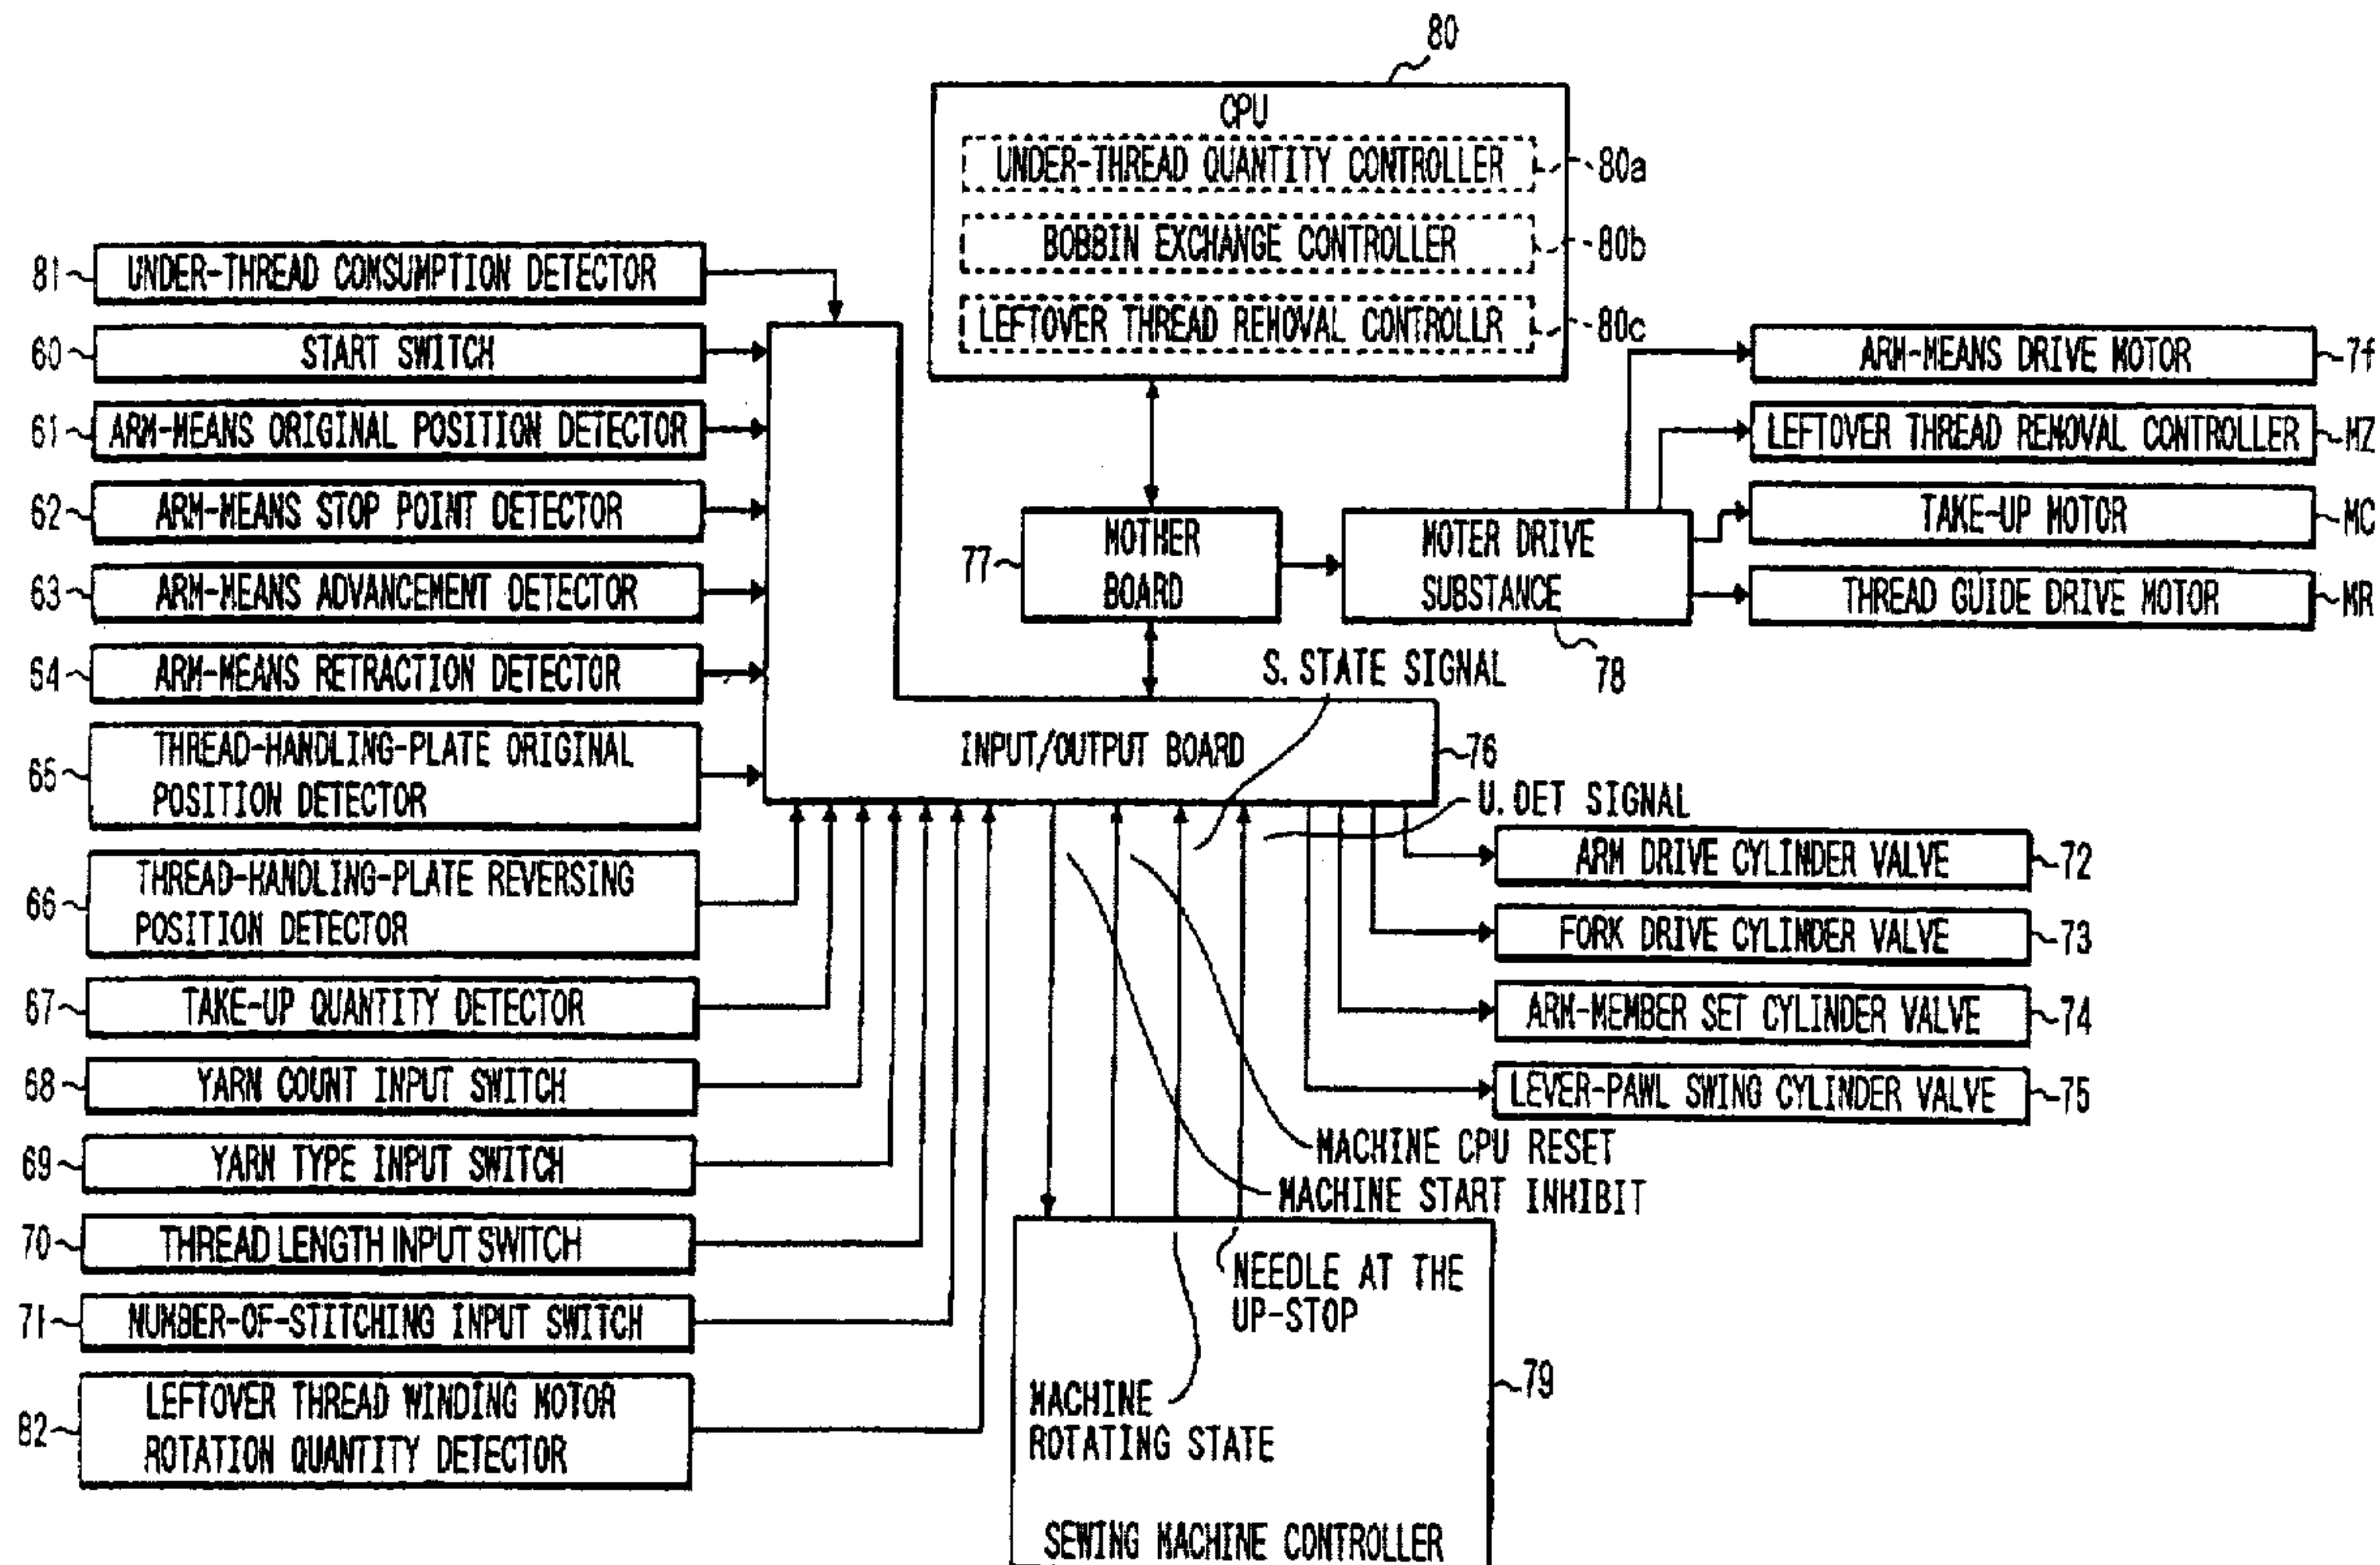 80
CPU
UNDER-THREAD QUANTITY CONTROLLER
80a
BOBBIN EXCHANGE CONTROLLER
80b
LEFTOVER THREAD REMOVAL CONTROLLR
80c
81 UNDER-THREAD COMSUMPTION DETECTOR
60 START SWITCH
61 ARM-MEANS ORIGINAL POSITION DETECTOR
62 ARM-MEANS STOP POINT DETECTOR
63 ARM-MEANS ADVANCEMENT DETECTOR
64 ARM-MEANS RETRACTION DETECTOR
65 THREAD-HANDLING-PLATE ORIGINAL
POSITION DETECTOR
66 THREAD-HANDLING-PLATE REVERSING
POSITION DETECTOR
67 TAKE-UP QUANTITY DETECTOR
68 YARN COUNT INPUT SWITCH
69 YARN TYPE INPUT SWITCH
70 THREAD LENGTH INPUT SWITCH
71 NUMBER-OF-STITCHING INPUT SWITCH
82 LEFTOVER THREAD WINDING MOTOR
ROTATION QUANTITY DETECTOR
77 MOTHER
BOARD
MOTER DRIVE
SUBSTANCE
78
ARM-MEANS DRIVE MOTOR 7f
LEFTOVER THREAD REMOVAL CONTROLLER MZ
TAKE-UP MOTOR MC
THREAD GUIDE DRIVE MOTOR MR
S.STATE SIGNAL
INPUT/OUTPUT BOARD 76
U.DET SIGNAL
ARM DRIVE CYLINDER VALVE 72
FORK DRIVE CYLINDER VALVE 73
ARM-MEMBER SET CYLINDER VALVE 74
LEVER-PAWL SWING CYLINDER VALVE 75
MACHINE CPU RESET
MACHINE START INHIBIT
NEEDLE AT THE
UP-STOP
MACHINE
ROTATING STATE
79
SEWING MACHINE CONTROLLER